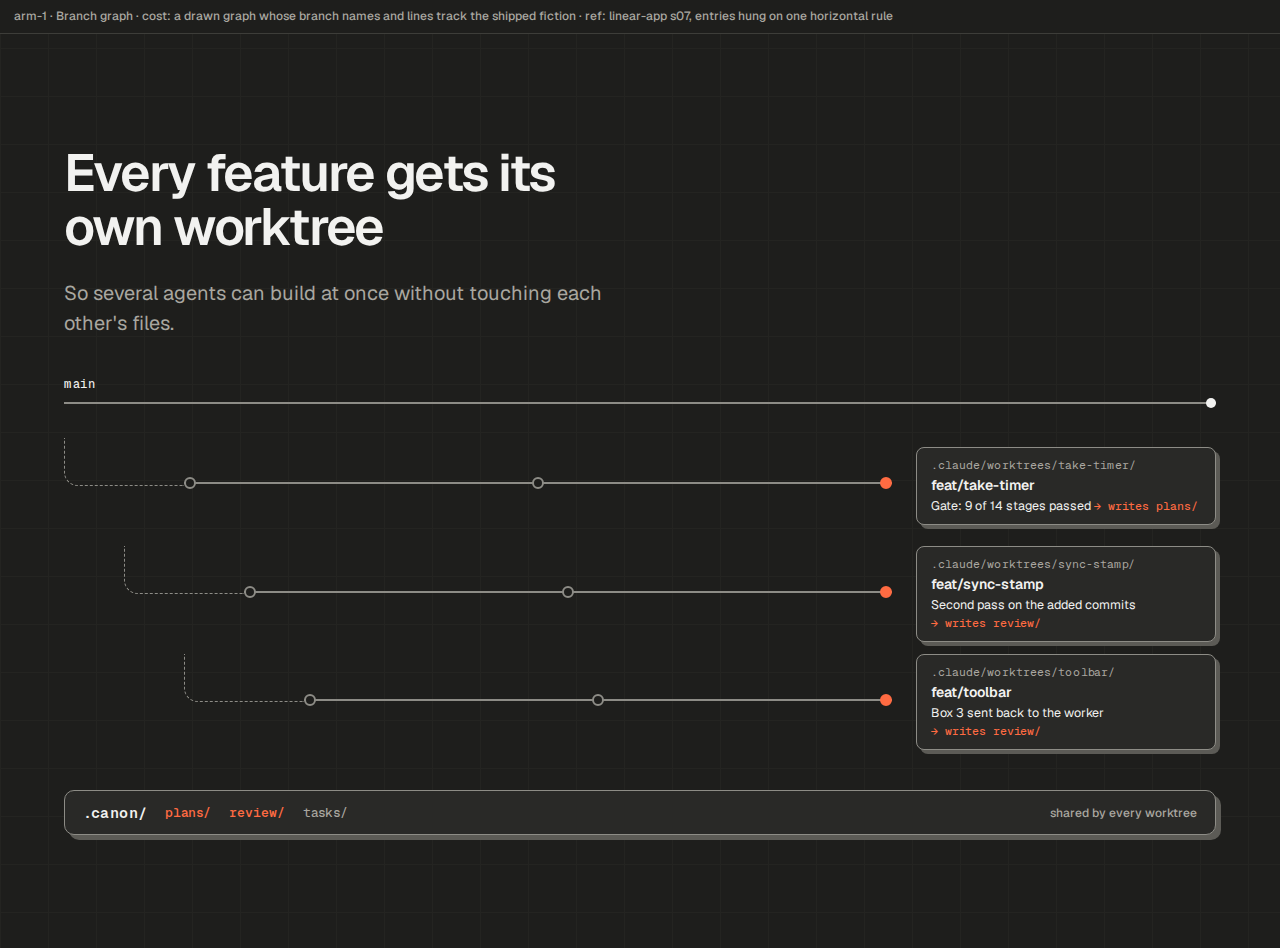 arm-1 · Branch graph · cost: a drawn graph whose branch names and lines track the shipped fiction · ref: linear-app s07, entries hung on one horizontal rule
Every feature gets its
own worktree
So several agents can build at once without touching each
other's files.
main
.claude/worktrees/take-timer/
feat/take-timer
Gate: 9 of 14 stages passed → writes plans/
.claude/worktrees/sync-stamp/
feat/sync-stamp
Second pass on the added commits
→ writes review/
.claude/worktrees/toolbar/
feat/toolbar
Box 3 sent back to the worker
→ writes review/
.canon/ plans/ review/ tasks/ shared by every worktree